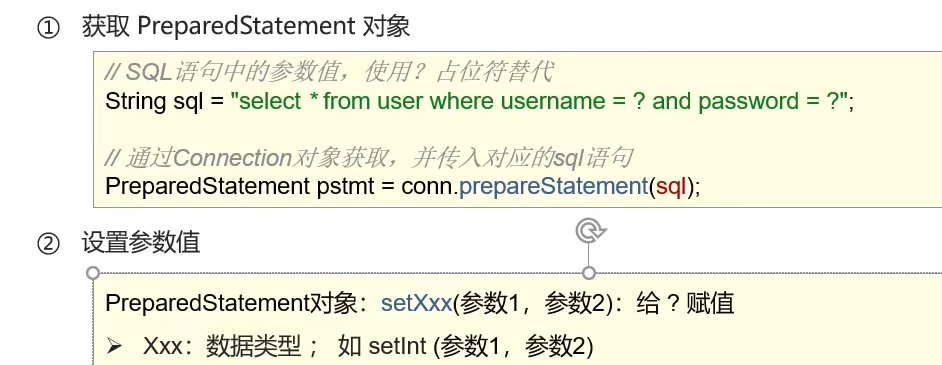 ① 获取 PreparedStatement 对象
// SQL语句中的参数值，使用？占位符替代
String sql = "select * from user where username = ? and password = ?";
// 通过Connection对象获取，并传入对应的sql语句
PreparedStatement pstmt = conn.prepareStatement(sql);
② 设置参数值
PreparedStatement对象：setXxx(参数1，参数2)：给 ? 赋值
➢ Xxx：数据类型 ； 如 setInt (参数1，参数2)